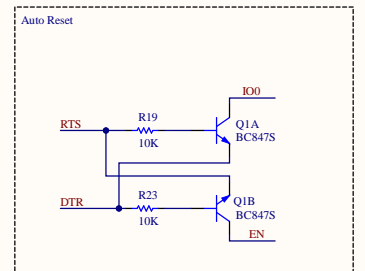 Auto Reset
IO0
R19
Q1A
RTS
BC847S
10K
R23
Q1B
DTR
BC847S
10K
EN